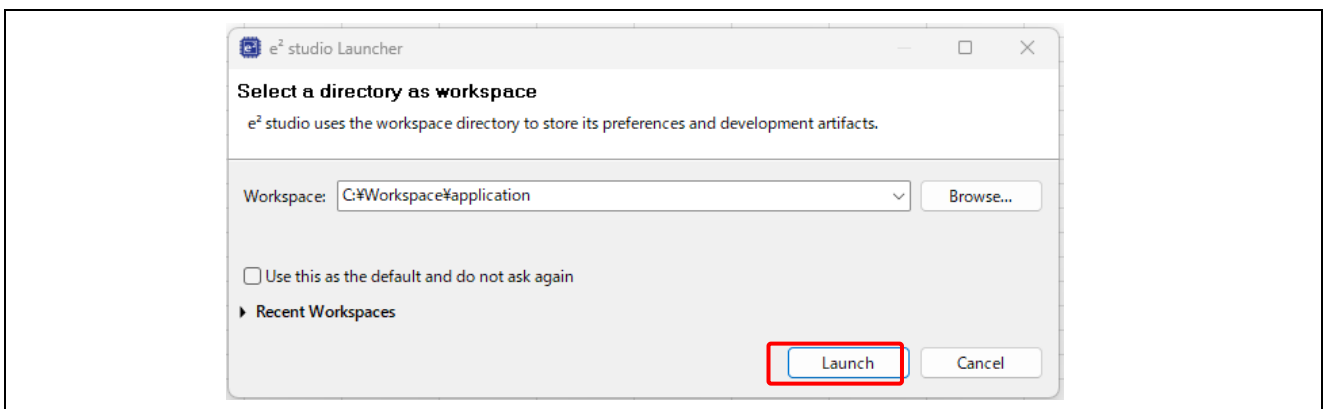 e² studio Launcher
Select a directory as workspace
e² studio uses the workspace directory to store its preferences and development artifacts.
Workspace: C:¥Workspace¥application Browse...
Use this as the default and do not ask again
Recent Workspaces
Launch Cancel